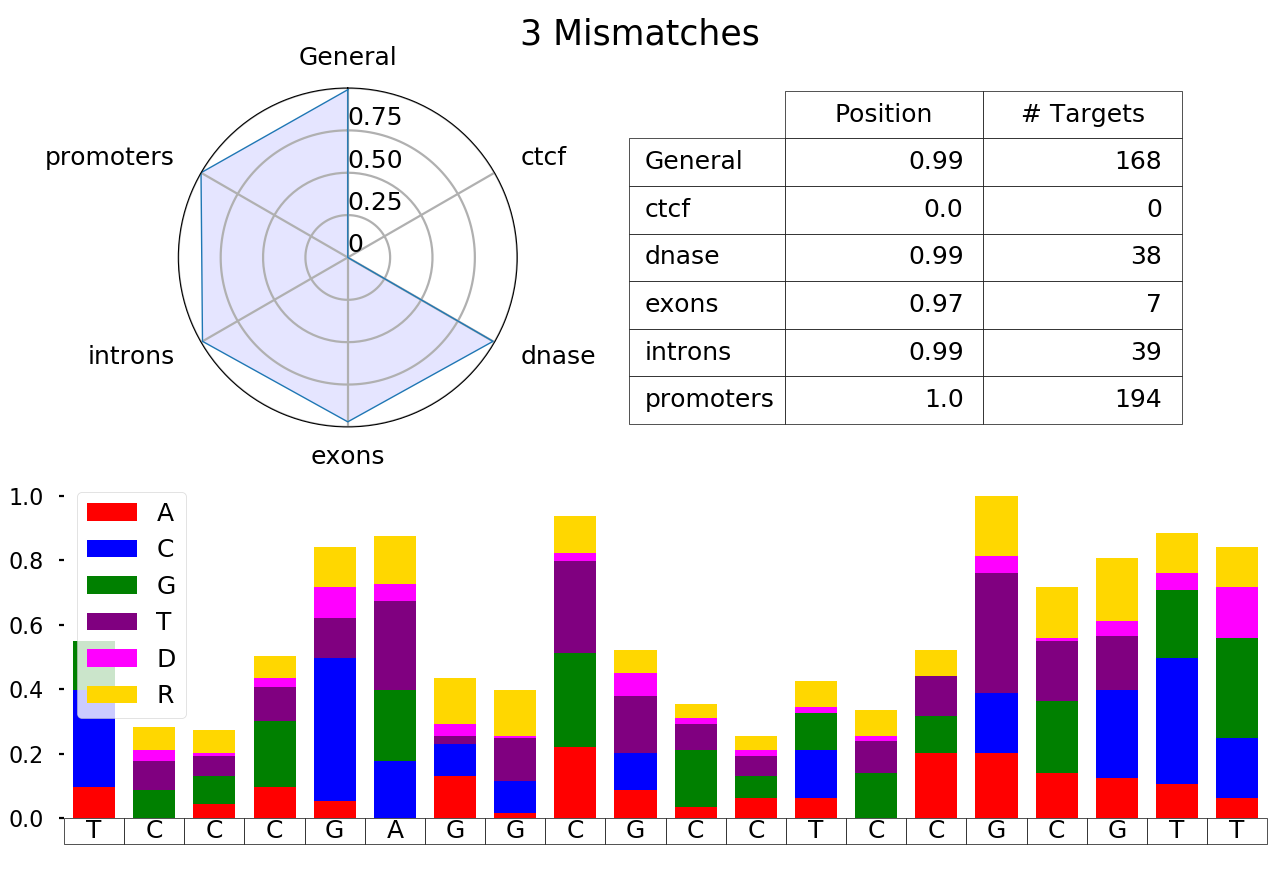 3 Mismatches
General
promoters
ctcf
introns
dnase
exons
0.75
0.50
0.25
0
Position # Targets
General 0.99 168
ctcf 0.0 0
dnase 0.99 38
exons 0.97 7
introns 0.99 39
promoters 1.0 194
1.0
0.8
0.6
0.4
0.2
0.0
A
C
G
T
D
R
T C C C G A G G C G C C T C C G C G T T